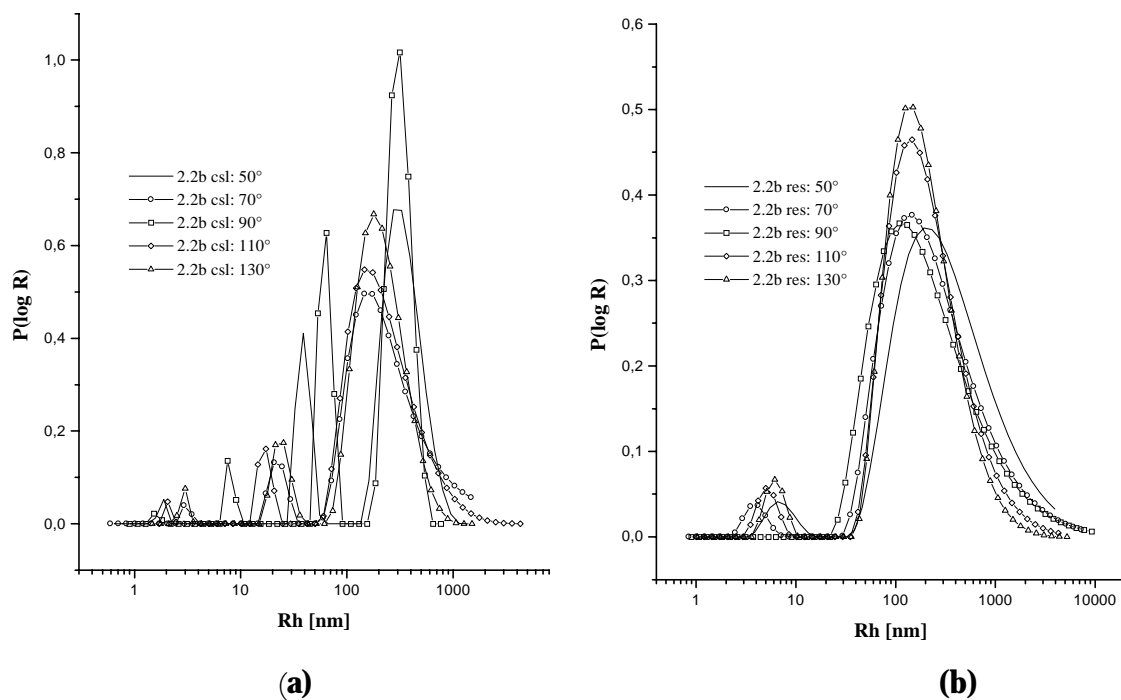 1,0
0,8
0,6
0,4
0,2
0,0
P(log R)
2.2b csl: 50°
2.2b csl: 70°
2.2b csl: 90°
2.2b csl: 110°
2.2b csl: 130°
1
10
100
1000
Rh [nm]
(a)
0,6
0,5
0,4
0,3
0,2
0,1
0,0
P(log R)
2.2b res: 50°
2.2b res: 70°
2.2b res: 90°
2.2b res: 110°
2.2b res: 130°
1
10
100
1000
10000
Rh [nm]
(b)